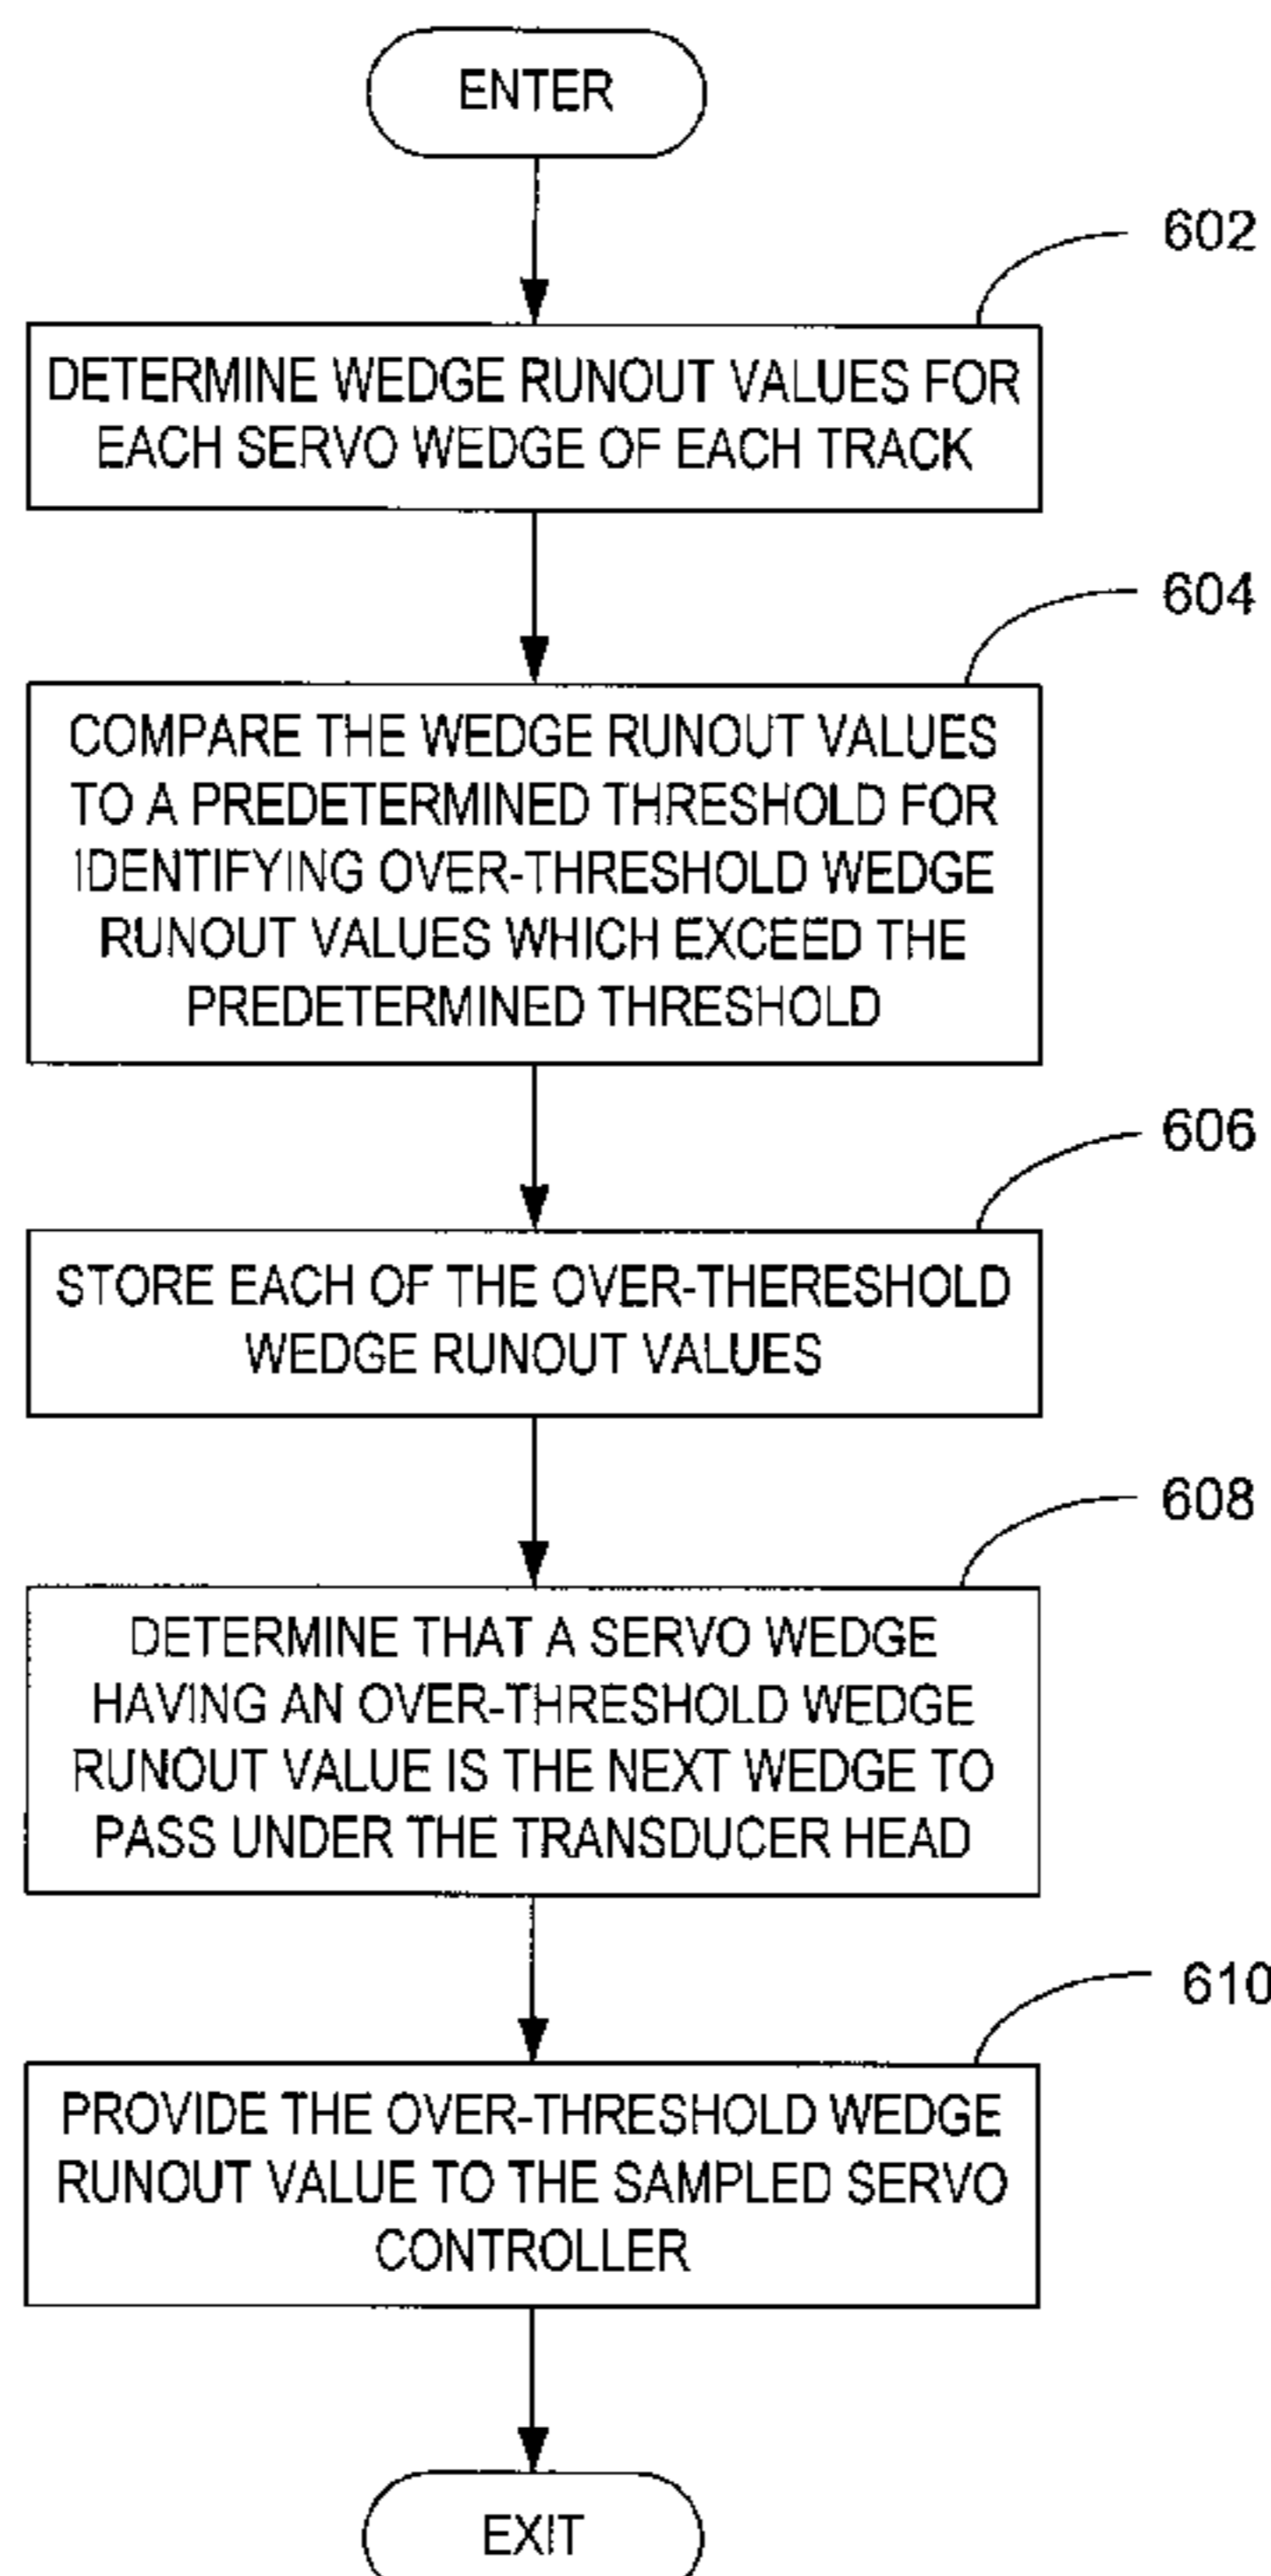 ENTER
602
DETERMINE WEDGE RUNOUT VALUES FOR
EACH SERVO WEDGE OF EACH TRACK
604
COMPARE THE WEDGE RUNOUT VALUES
TO A PREDETERMINED THRESHOLD FOR
IDENTIFYING OVER-THRESHOLD WEDGE
RUNOUT VALUES WHICH EXCEED THE
PREDETERMINED THRESHOLD
606
STORE EACH OF THE OVER-THERESHOLD
WEDGE RUNOUT VALUES
608
DETERMINE THAT A SERVO WEDGE
HAVING AN OVER-THRESHOLD WEDGE
RUNOUT VALUE IS THE NEXT WEDGE TO
PASS UNDER THE TRANSDUCER HEAD
610
PROVIDE THE OVER-THRESHOLD WEDGE
RUNOUT VALUE TO THE SAMPLED SERVO
CONTROLLER
EXIT